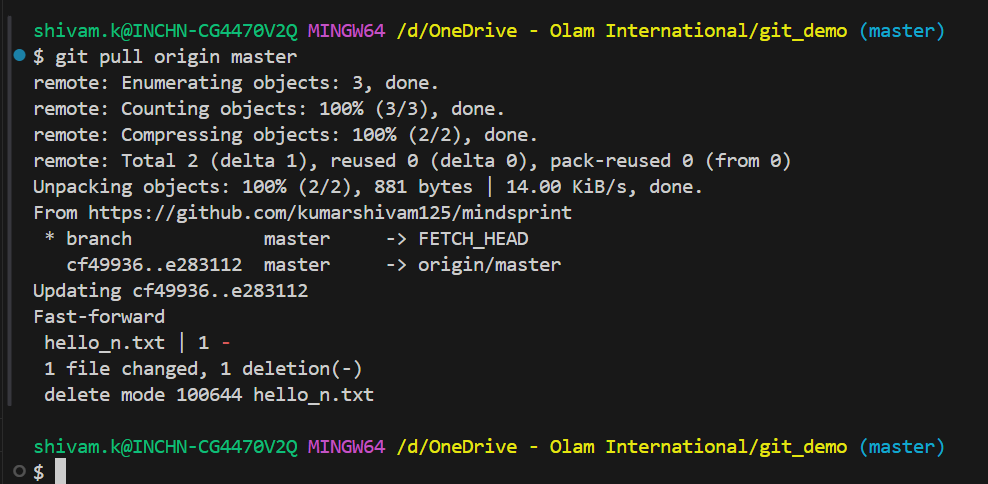 shivam.k@INCHN-CG4470V2Q MINGW64 /d/OneDrive - Olam International/git_demo (master)
$ git pull origin master
remote: Enumerating objects: 3, done.
remote: Counting objects: 100% (3/3), done.
remote: Compressing objects: 100% (2/2), done.
remote: Total 2 (delta 1), reused 0 (delta 0), pack-reused 0 (from 0)
Unpacking objects: 100% (2/2), 881 bytes | 14.00 KiB/s, done.
From https://github.com/kumarshivam125/mindsprint
 * branch            master     -> FETCH_HEAD
   cf49936..e283112  master     -> origin/master
Updating cf49936..e283112
Fast-forward
 hello_n.txt | 1 -
 1 file changed, 1 deletion(-)
 delete mode 100644 hello_n.txt
shivam.k@INCHN-CG4470V2Q MINGW64 /d/OneDrive - Olam International/git_demo (master)
$